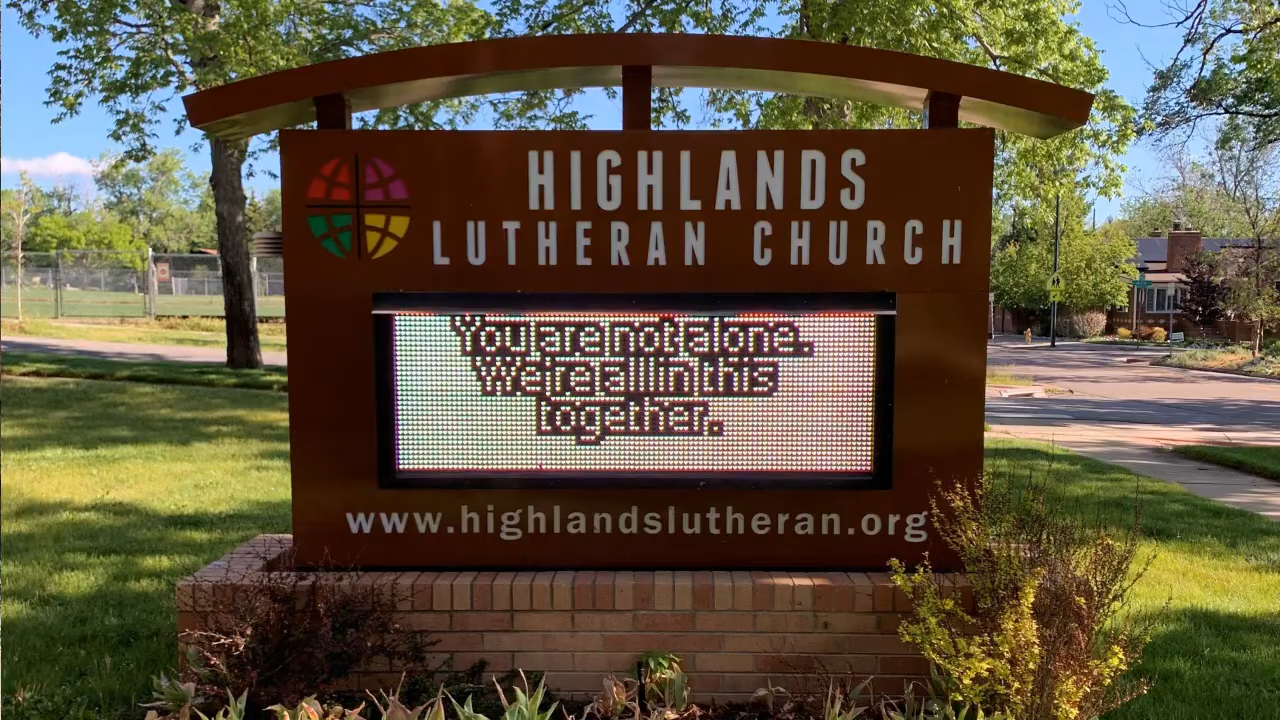 HIGHLANDS
LUTHERAN CHURCH
You are not alone.
We're all in this
together.
www.highlandslutheran.org